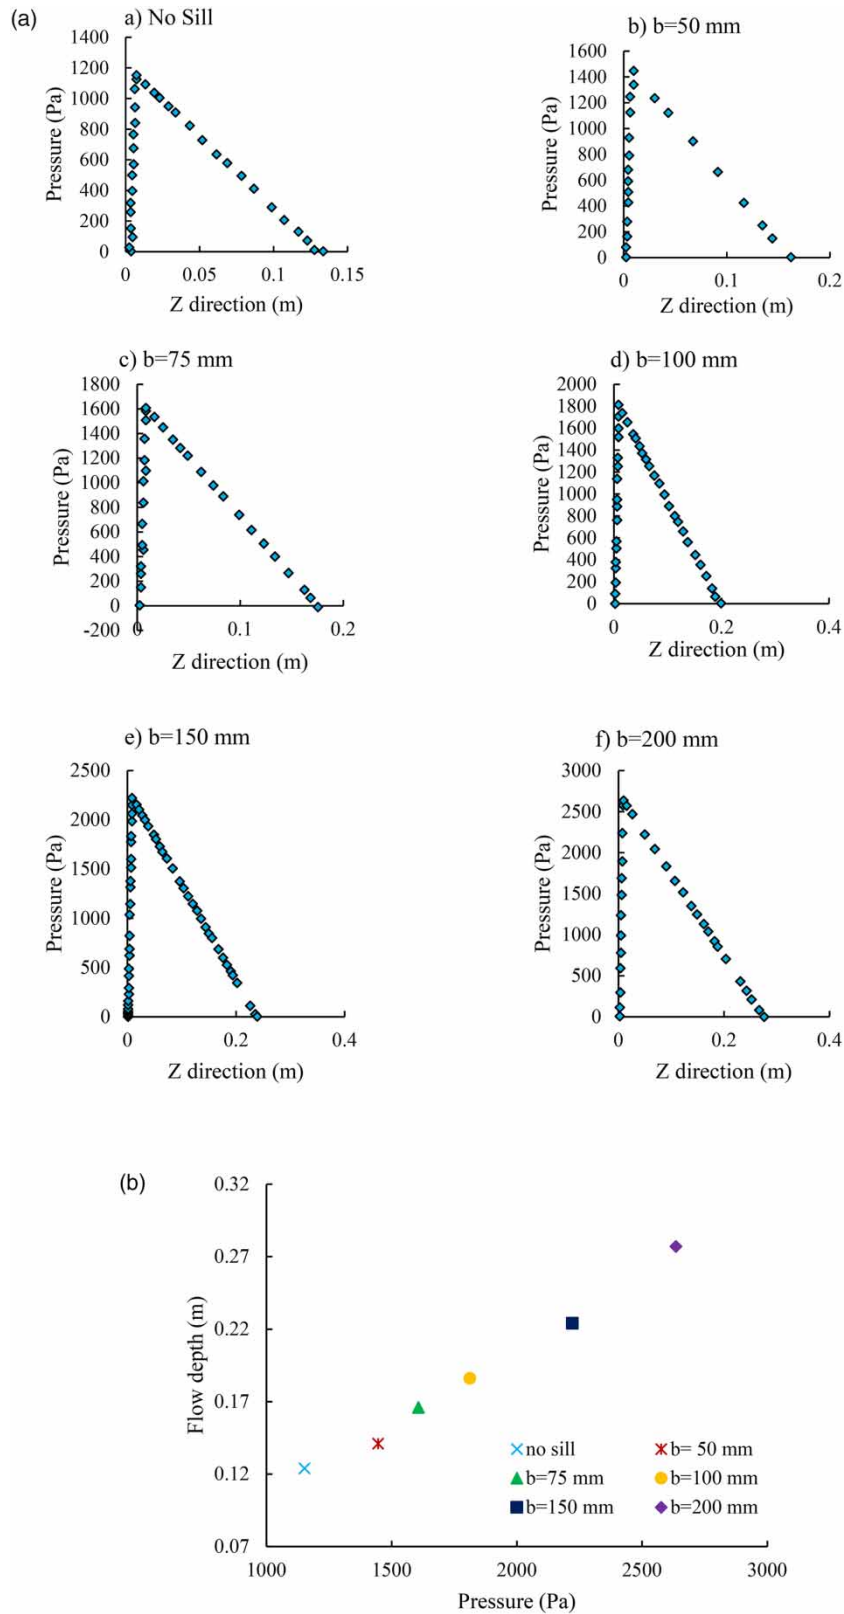 (a)
a) No Sill
1400
1200
1000
800
600
400
200
0
0
0.05
0.1
0.15
Pressure (Pa)
Z direction (m)
b) b=50 mm
1600
1400
1200
1000
800
600
400
200
0
0
0.1
0.2
Pressure (Pa)
Z direction (m)
c) b=75 mm
1800
1600
1400
1200
1000
800
600
400
200
0
-200
0
0.1
0.2
Pressure (Pa)
Z direction (m)
d) b=100 mm
2000
1800
1600
1400
1200
1000
800
600
400
200
0
0
0.2
0.4
Pressure (Pa)
Z direction (m)
e) b=150 mm
2500
2000
1500
1000
500
0
0
0.2
0.4
Pressure (Pa)
Z direction (m)
f) b=200 mm
3000
2500
2000
1500
1000
500
0
0
0.2
0.4
Pressure (Pa)
Z direction (m)
(b)
0.32
0.27
0.22
0.17
0.12
0.07
Flow depth (m)
no sill
b= 50 mm
b=75 mm
b=100 mm
b=150 mm
b=200 mm
1000
1500
2000
2500
3000
Pressure (Pa)